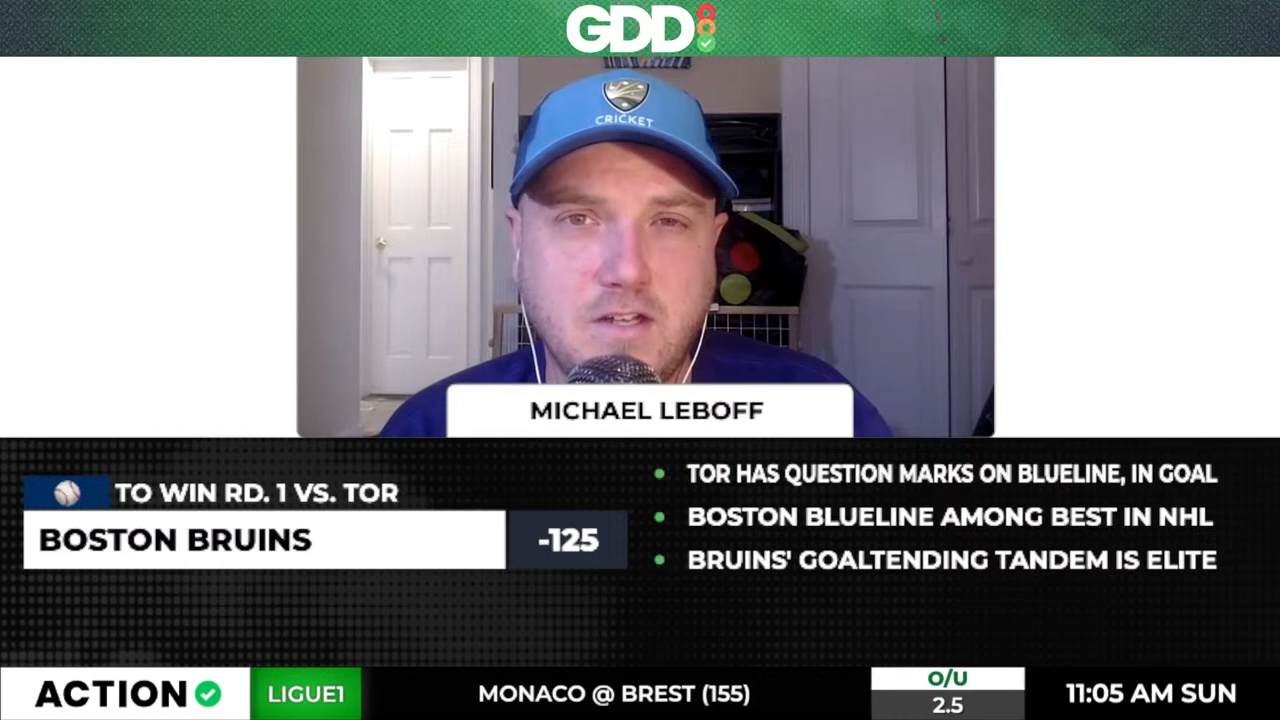 GDD
CRICKET
MICHAEL LEBOFF
TO WIN RD. 1 VS. TOR
BOSTON BRUINS
-125
TOR HAS QUESTION MARKS ON BLUELINE, IN GOAL
BOSTON BLUELINE AMONG BEST IN NHL
BRUINS' GOALTENDING TANDEM IS ELITE
ACTION
LIGUE1
MONACO @ BREST (155)
O/U
2.5
11:05 AM SUN